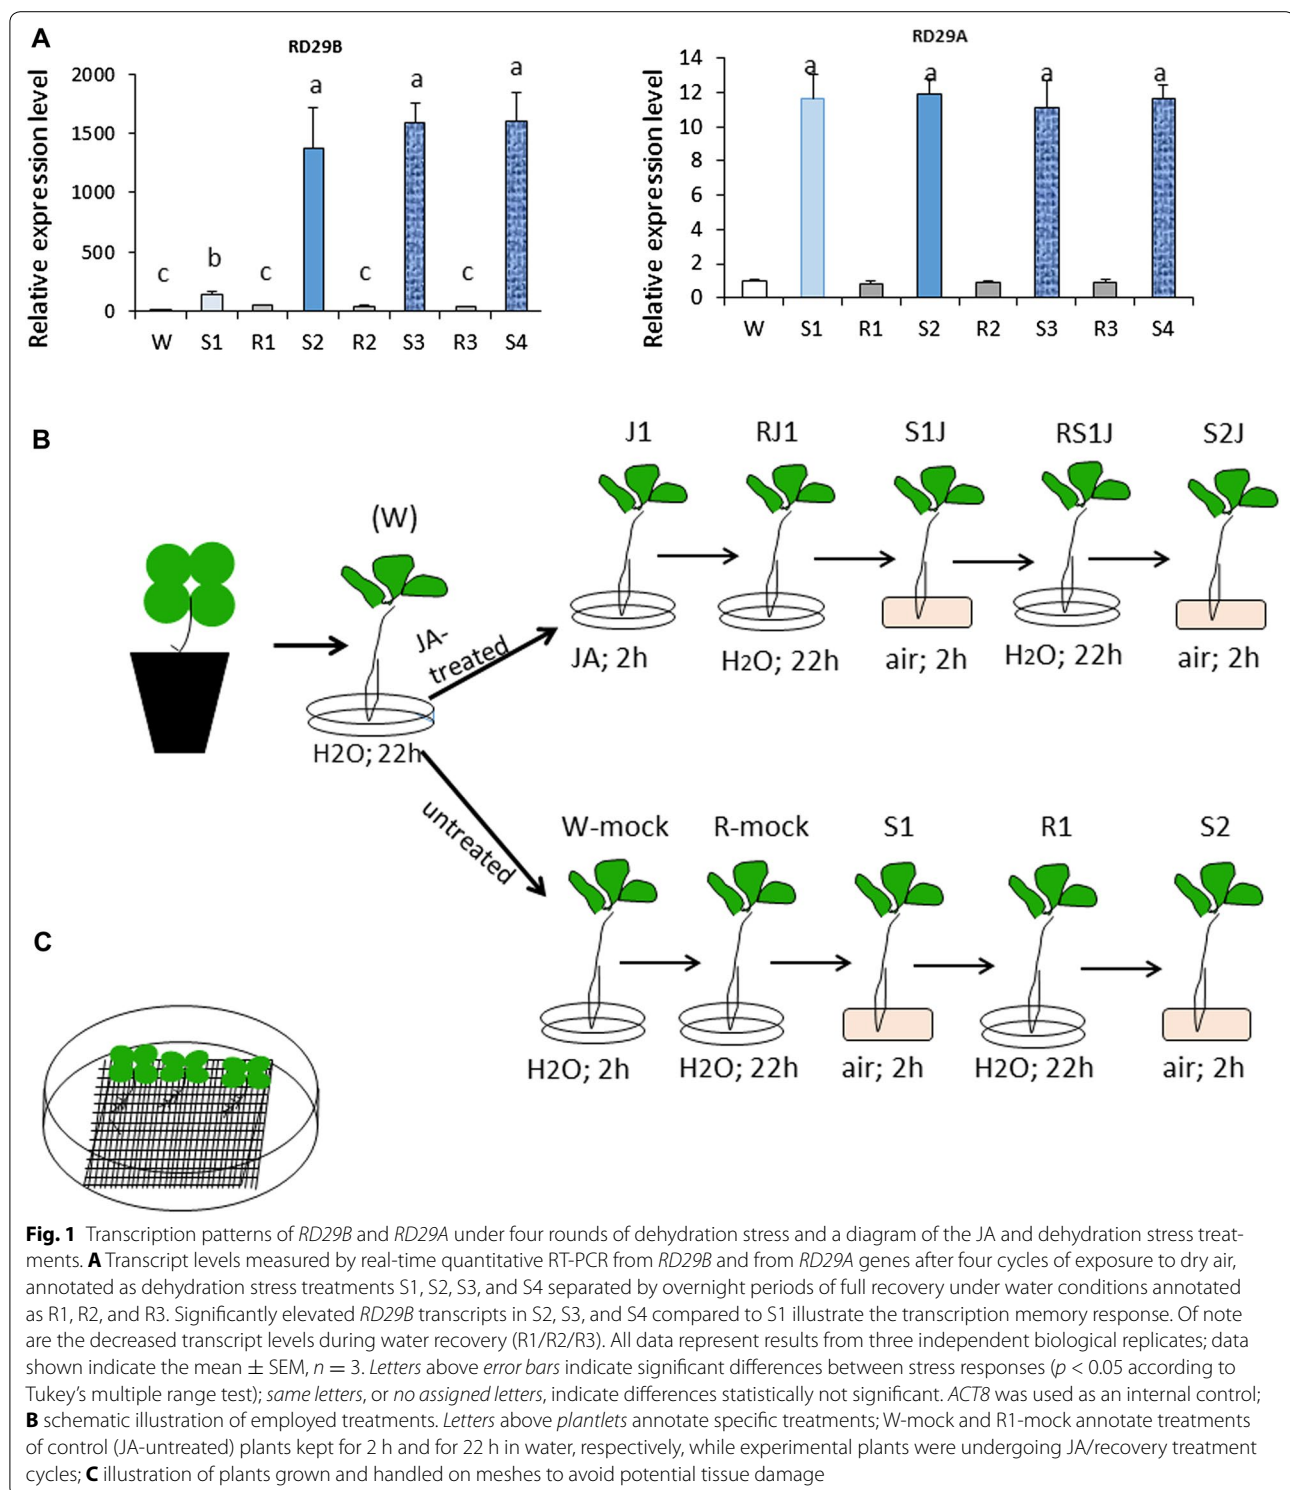 A
RD29B
Relative expression level
2000
1500
1000
500
0
c
b
c
a
c
a
c
a
W S1 R1 S2 R2 S3 R3 S4
RD29A
Relative expression level
14
12
10
8
6
4
2
0
a
a
a
a
W S1 R1 S2 R2 S3 R3 S4
B
(W)
H2O; 22h
JA-
treated
untreated
J1 RJ1 S1J RS1J S2J
JA; 2h H2O; 22h air; 2h H2O; 22h air; 2h
W-mock R-mock S1 R1 S2
H2O; 2h H2O; 22h air; 2h H2O; 22h air; 2h
C
Fig. 1 Transcription patterns of RD29B and RD29A under four rounds of dehydration stress and a diagram of the JA and dehydration stress treat-
ments. A Transcript levels measured by real-time quantitative RT-PCR from RD29B and from RD29A genes after four cycles of exposure to dry air,
annotated as dehydration stress treatments S1, S2, S3, and S4 separated by overnight periods of full recovery under water conditions annotated
as R1, R2, and R3. Significantly elevated RD29B transcripts in S2, S3, and S4 compared to S1 illustrate the transcription memory response. Of note
are the decreased transcript levels during water recovery (R1/R2/R3). All data represent results from three independent biological replicates; data
shown indicate the mean ± SEM, n = 3. Letters above error bars indicate significant differences between stress responses (p < 0.05 according to
Tukey's multiple range test); same letters, or no assigned letters, indicate differences statistically not significant. ACT8 was used as an internal control;
B schematic illustration of employed treatments. Letters above plantlets annotate specific treatments; W-mock and R1-mock annotate treatments
of control (JA-untreated) plants kept for 2 h and for 22 h in water, respectively, while experimental plants were undergoing JA/recovery treatment
cycles; C illustration of plants grown and handled on meshes to avoid potential tissue damage